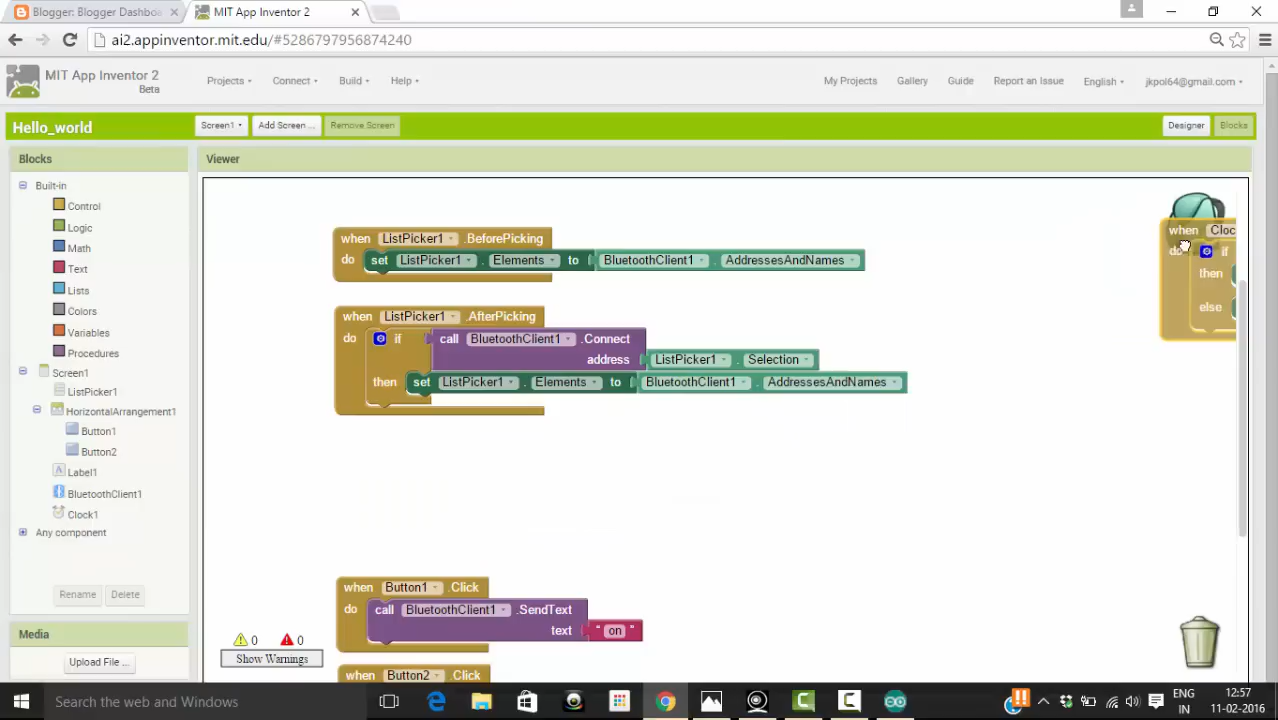 Blogger: Blogger Dashboa
MIT App Inventor 2
ai2.appinventor.mit.edu/#5286797956874240
MIT App Inventor 2
Beta
Projects
Connect
Build
Help
My Projects
Gallery
Guide
Report an Issue
English
jkpol64@gmail.com
Hello_world
Screen1
Add Screen ...
Remove Screen
Designer
Blocks
Blocks
Viewer
Built-in
Control
Logic
Math
Text
Lists
Colors
Variables
Procedures
Screen1
ListPicker1
HorizontalArrangement1
Button1
Button2
Label1
BluetoothClient1
Clock1
Any component
Rename
Delete
Media
Upload File ...
when ListPicker1 .BeforePicking
do set ListPicker1 . Elements to BluetoothClient1 . AddressesAndNames
when ListPicker1 .AfterPicking
do if call BluetoothClient1 .Connect
address ListPicker1 . Selection
then set ListPicker1 . Elements to BluetoothClient1 . AddressesAndNames
when Button1 .Click
do call BluetoothClient1 .SendText
text " on "
when Button2 .Click
when Cloc
do if
then
else
0 0
Show Warnings
Search the web and Windows
ENG
IN
12:57
11-02-2016